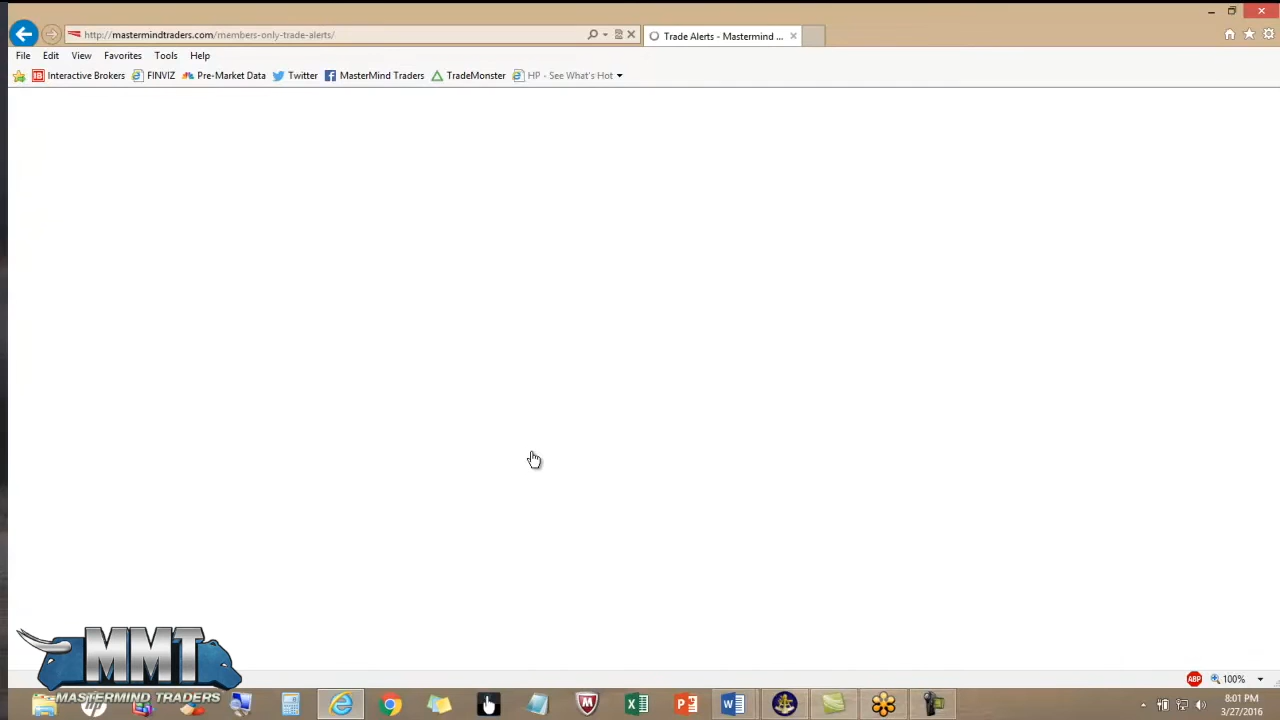 http://mastermindtraders.com/members-only-trade-alerts/
Trade Alerts - Mastermind ...
File Edit View Favorites Tools Help
Interactive Brokers FINVIZ Pre-Market Data Twitter MasterMind Traders TradeMonster HP - See What's Hot
MMT
MASTERMIND TRADERS
ABP 100%
8:01 PM
3/27/2016